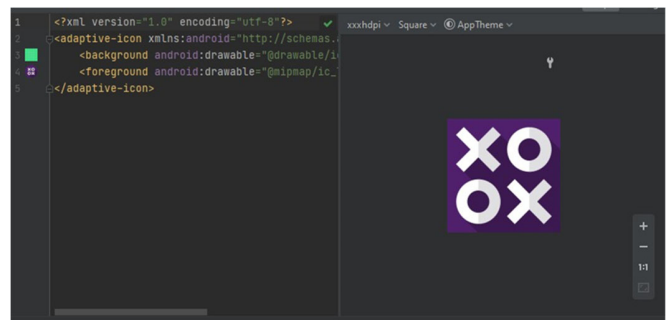 1 <?xml version="1.0" encoding="utf-8"?>
2 <adaptive-icon xmlns:android="http://schemas.
3 <background android:drawable="@drawable/i
4 <foreground android:drawable="@mipmap/ic_
5 </adaptive-icon>
xxxhdpi Square AppTheme
XO
OX
+
−
1:1